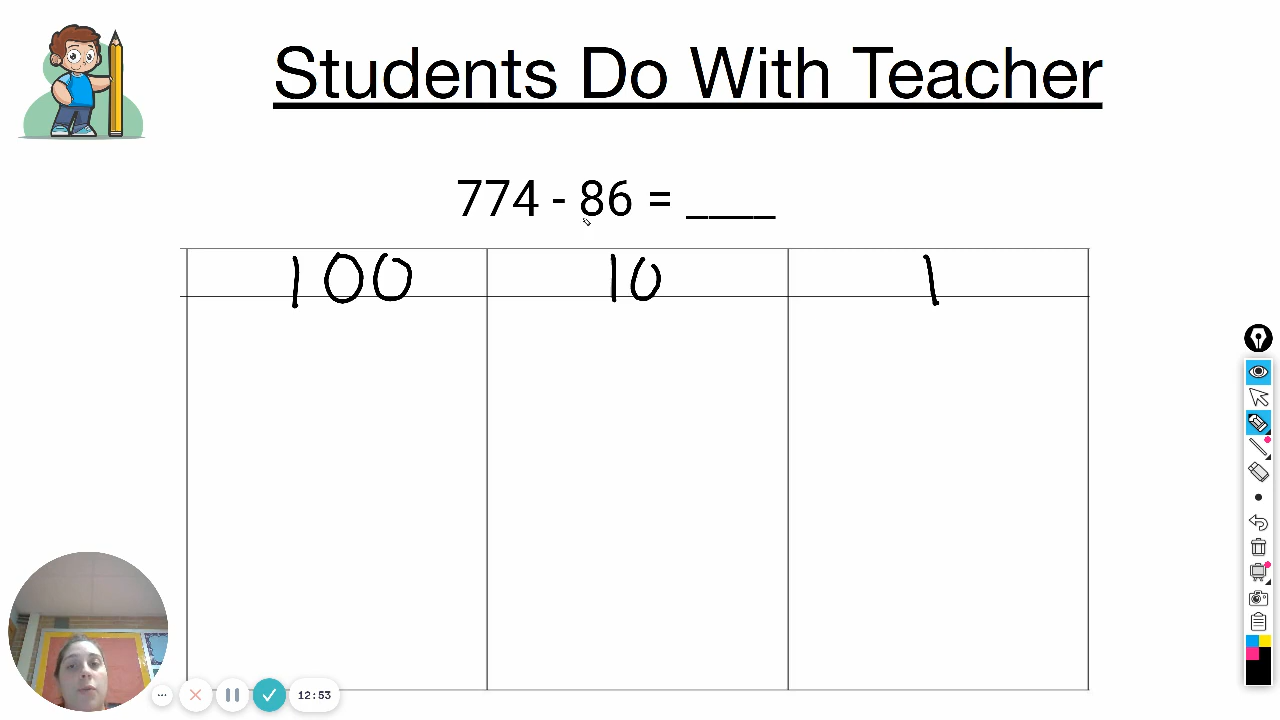 Students Do With Teacher
774 - 86 = ____
100 10 1
12:53